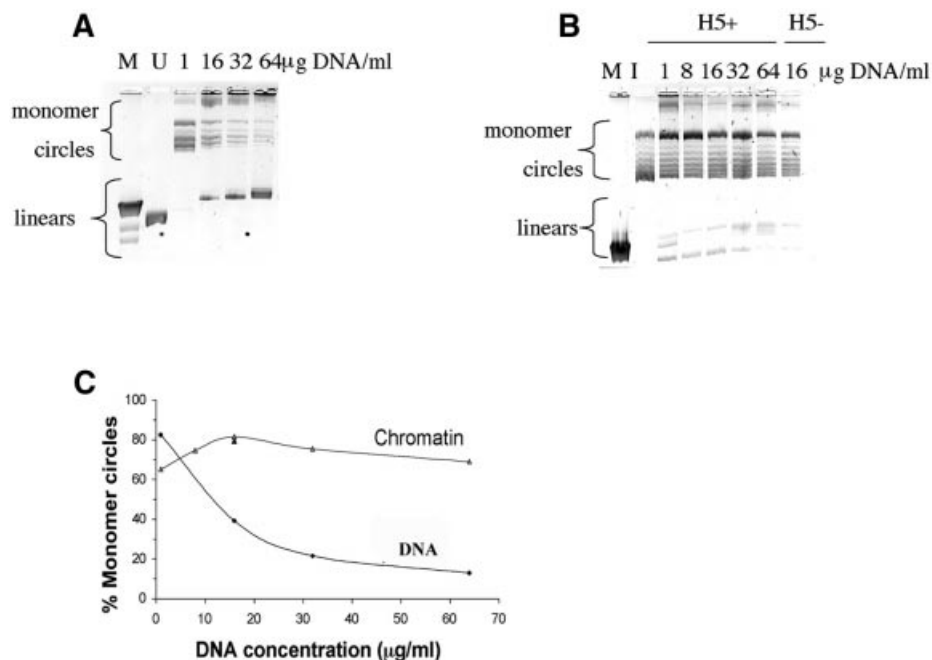 A
M U 1 16 32 64 μg DNA/ml
monomer
circles
linears
B
H5+ H5-
M I 1 8 16 32 64 16 μg DNA/ml
monomer
circles
linears
C
100
80
60
40
20
0
% Monomer circles
Chromatin
DNA
0 10 20 30 40 50 60 70
DNA concentration (μg/ml)